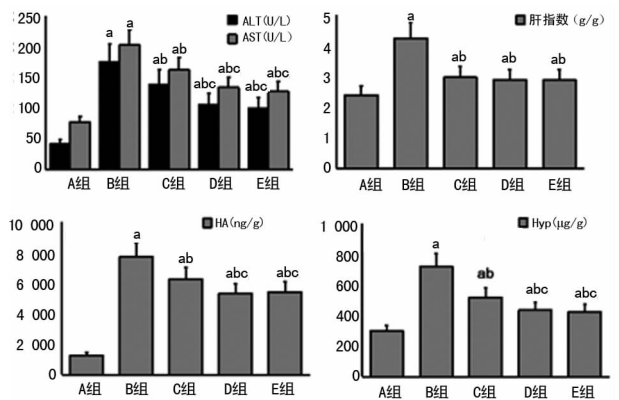 250
200
150
100
50
0
ALT(U/L)
AST(U/L)
a a ab ab abc abc abc abc
A组 B组 C组 D组 E组
5
4
3
2
1
0
肝指数（g/g）
a ab abc abc
A组 B组 C组 D组 E组
10 000
8 000
6 000
4 000
2 000
0
HA(ng/g)
a ab abc abc
A组 B组 C组 D组 E组
1 000
800
600
400
200
0
Hyp(μg/g)
a ab abc abc
A组 B组 C组 D组 E组